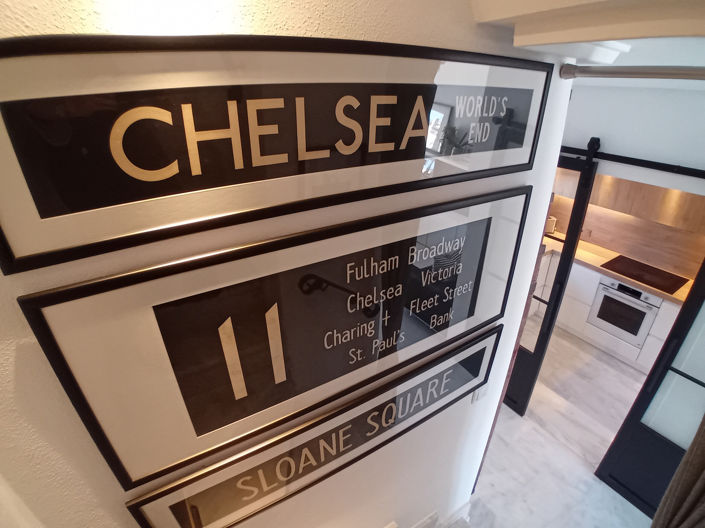 CHELSEA WORLD'S
END
11
Fulham Broadway
Chelsea Victoria
Charing + Fleet Street
St. Paul's Bank
SLOANE SQUARE